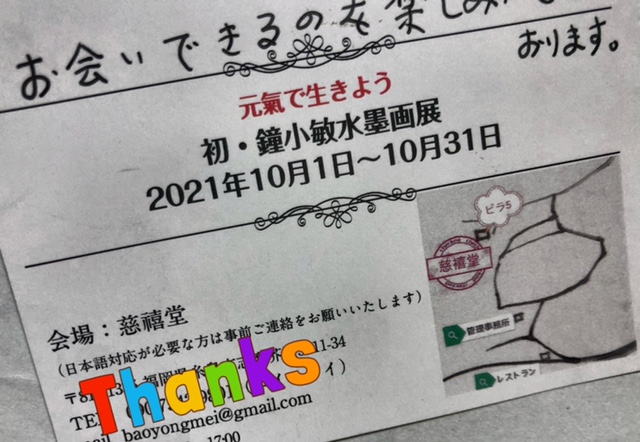 お会いできるのを楽しみに
おります。
元氣で生きよう
初・鐘小敏水墨画展
2021年10月1日〜10月31日
ビラ5
慈禧堂
会場：慈禧堂
(日本語対応が必要な方は事前ご連絡をお願いいたします)
管理事務所
11-34
レストラン
Thanks
baoyongmei@gmail.com
17:00